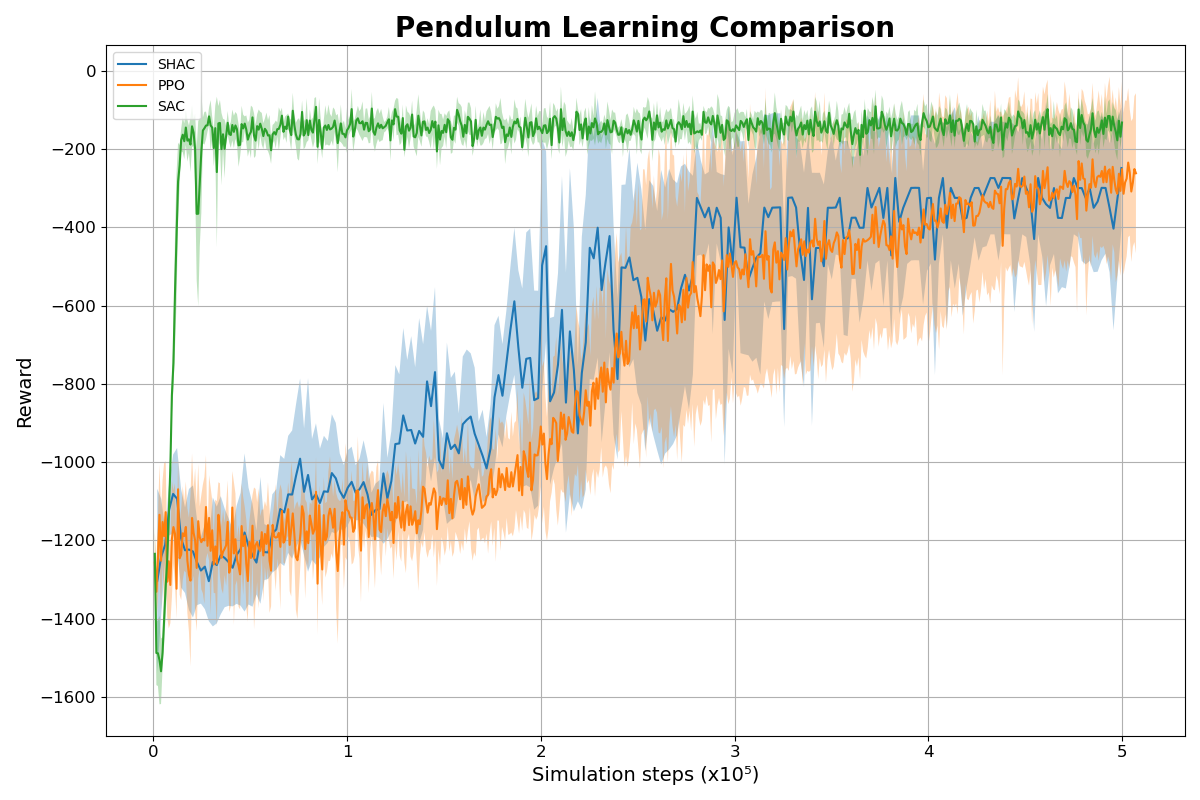 Pendulum Learning Comparison
SHAC
PPO
SAC
Reward
0
−200
−400
−600
−800
−1000
−1200
−1400
−1600
0 1 2 3 4 5
Simulation steps (x10⁵)